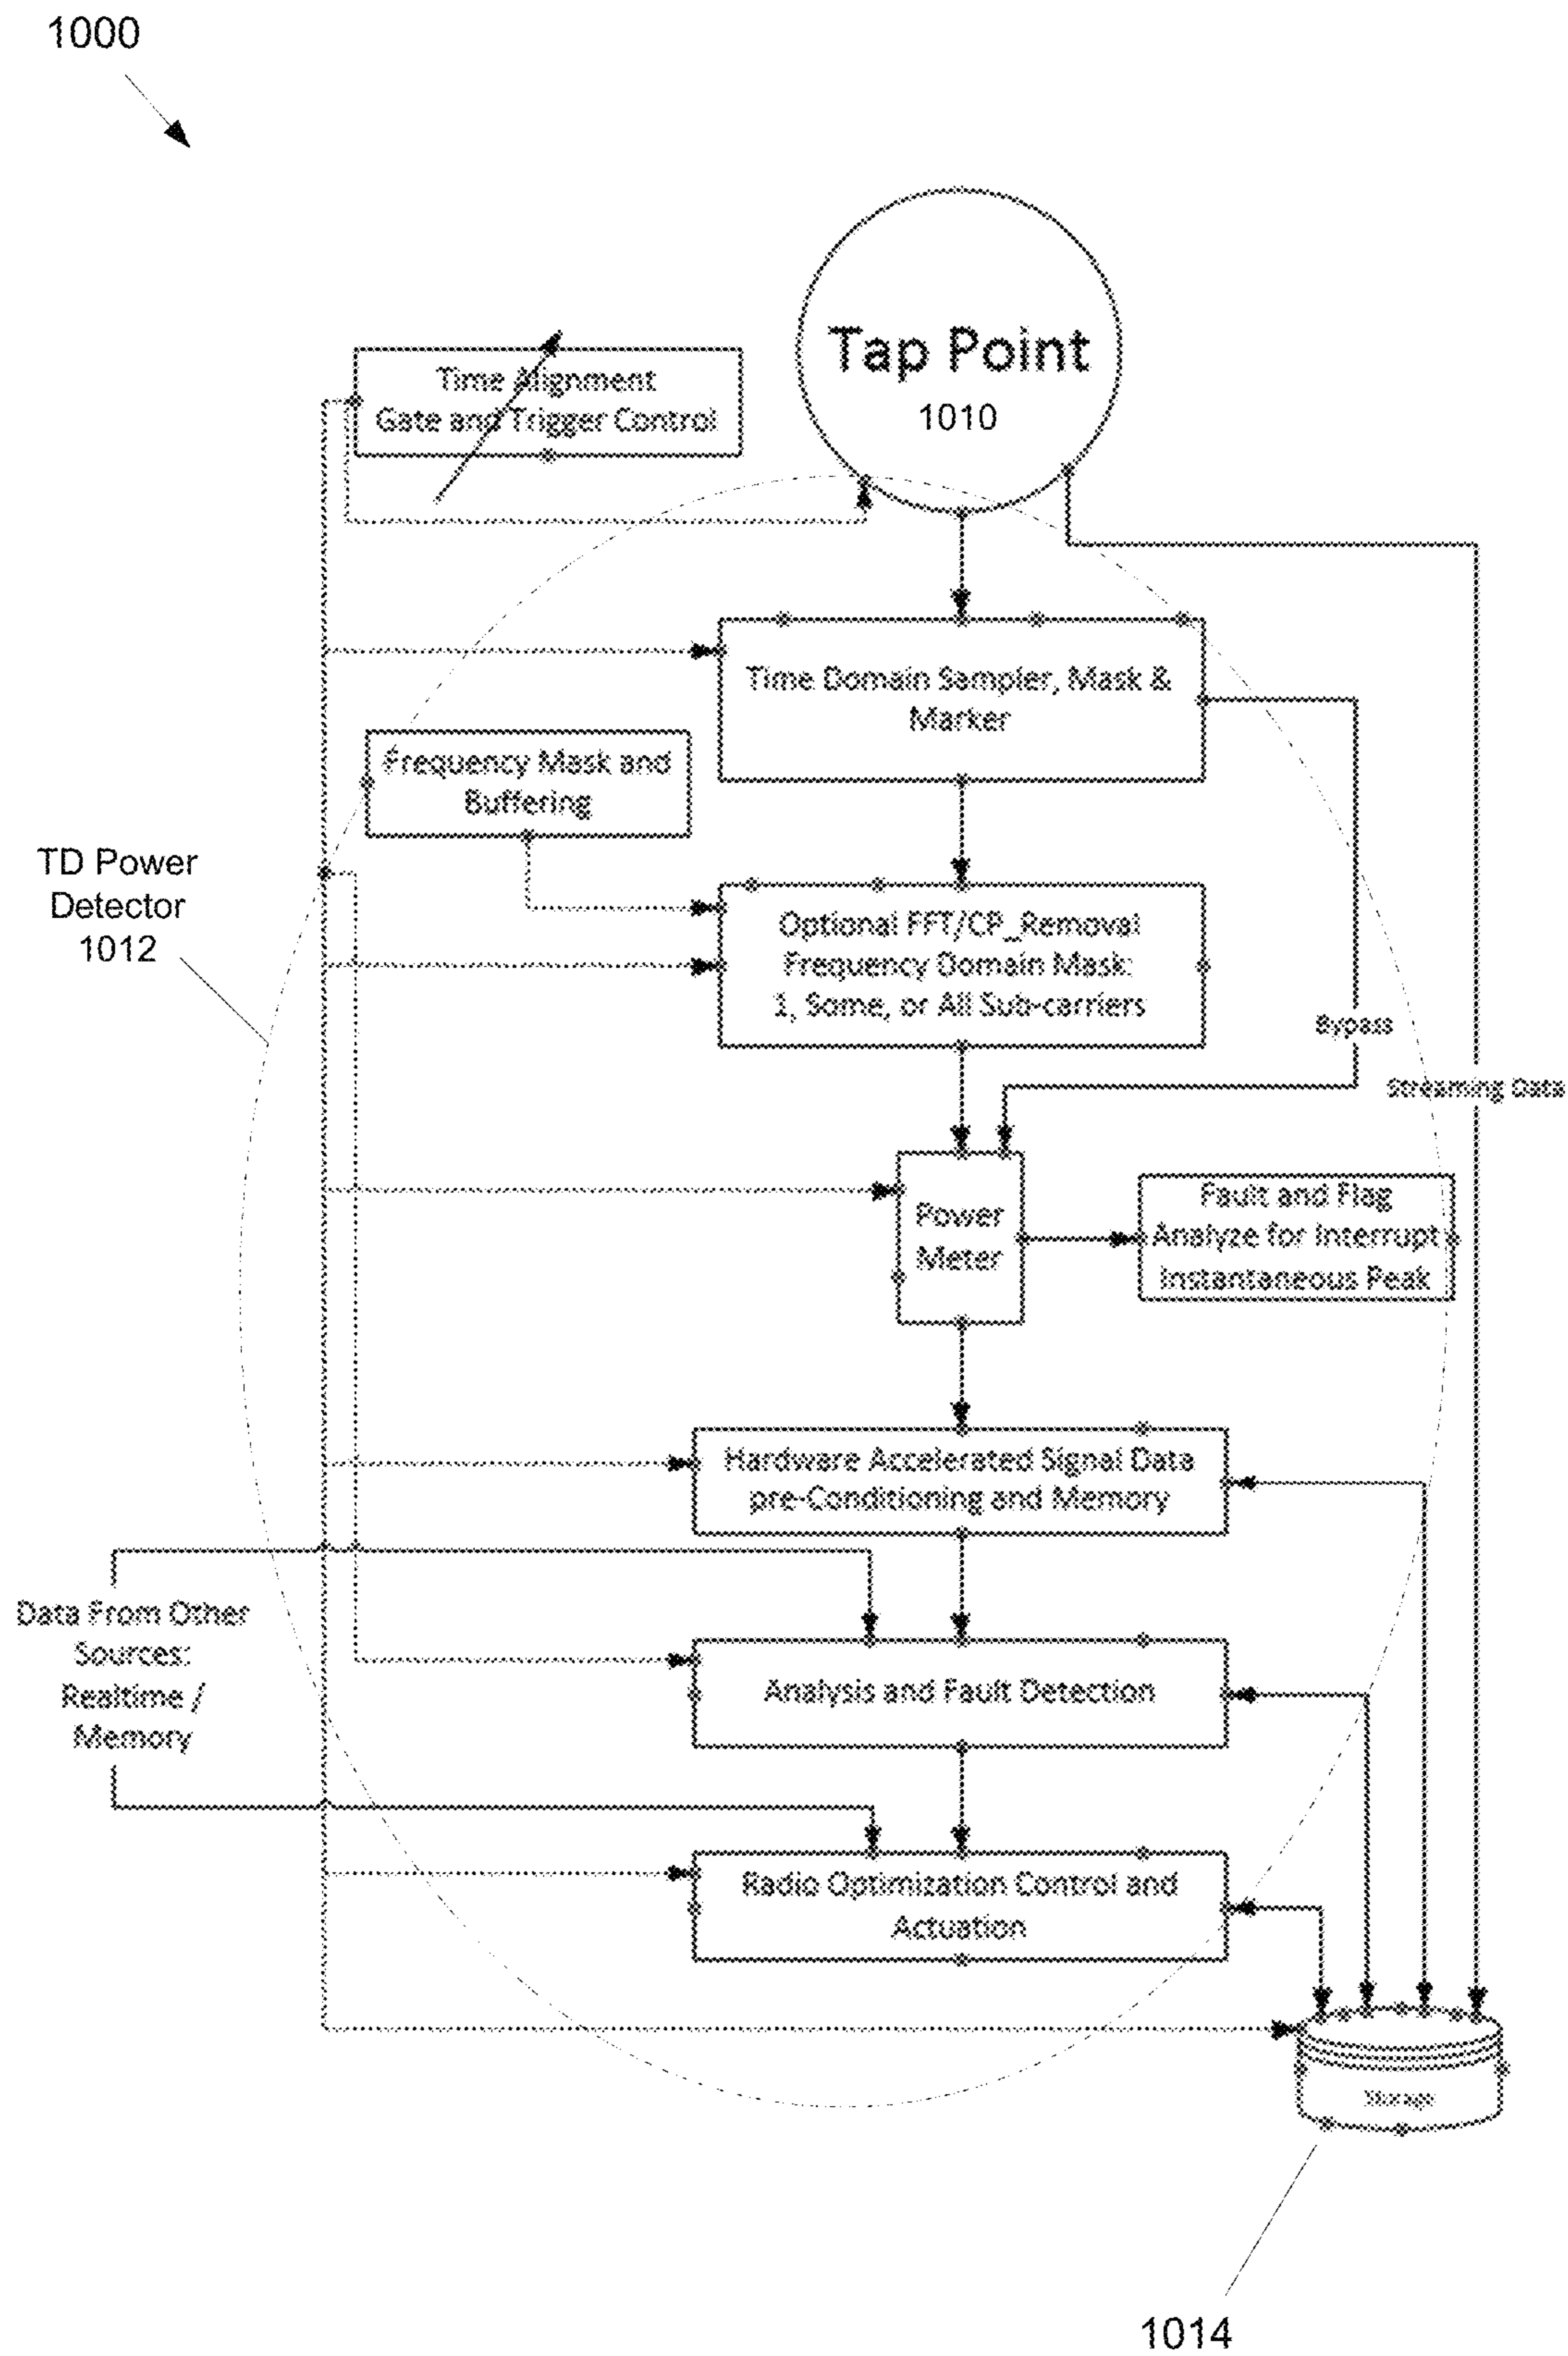 1000
Tap Point
1010
Time Alignment
Gate and Trigger Control
Time Domain Sampler, Mask &
Marker
Frequency Mask and
Buffering
TD Power
Detector
1012
Optional FFT/CP_Removal
Frequency Domain Mask:
1, Some, or All Sub-carriers
Bypass
Streaming Data
Power
Meter
Fault and Flag
Analyze for Interrupt
Instantaneous Peak
Hardware Accelerated Signal Data
pre-Conditioning and Memory
Data From Other
Sources:
Realtime /
Memory
Analysis and Fault Detection
Radio Optimization Control and
Actuation
Storage
1014